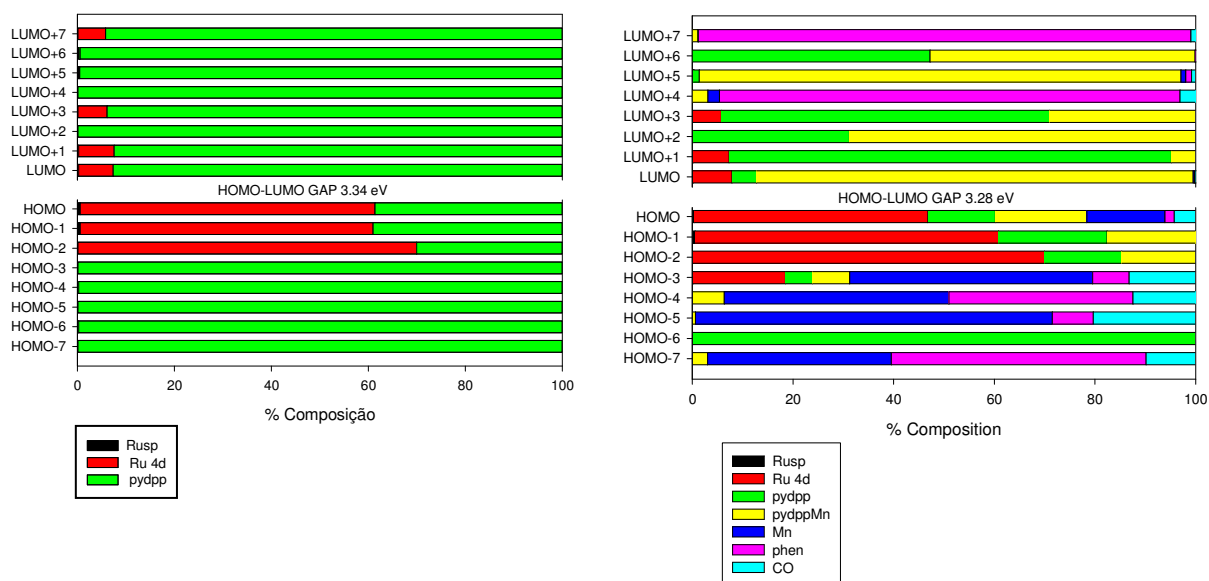 LUMO+7
LUMO+6
LUMO+5
LUMO+4
LUMO+3
LUMO+2
LUMO+1
LUMO
HOMO-LUMO GAP 3.34 eV
HOMO
HOMO-1
HOMO-2
HOMO-3
HOMO-4
HOMO-5
HOMO-6
HOMO-7
0 20 40 60 80 100
% Composição
Rusp
Ru 4d
pydpp
LUMO+7
LUMO+6
LUMO+5
LUMO+4
LUMO+3
LUMO+2
LUMO+1
LUMO
HOMO-LUMO GAP 3.28 eV
HOMO
HOMO-1
HOMO-2
HOMO-3
HOMO-4
HOMO-5
HOMO-6
HOMO-7
0 20 40 60 80 100
% Composition
Rusp
Ru 4d
pydpp
pydppMn
Mn
phen
CO